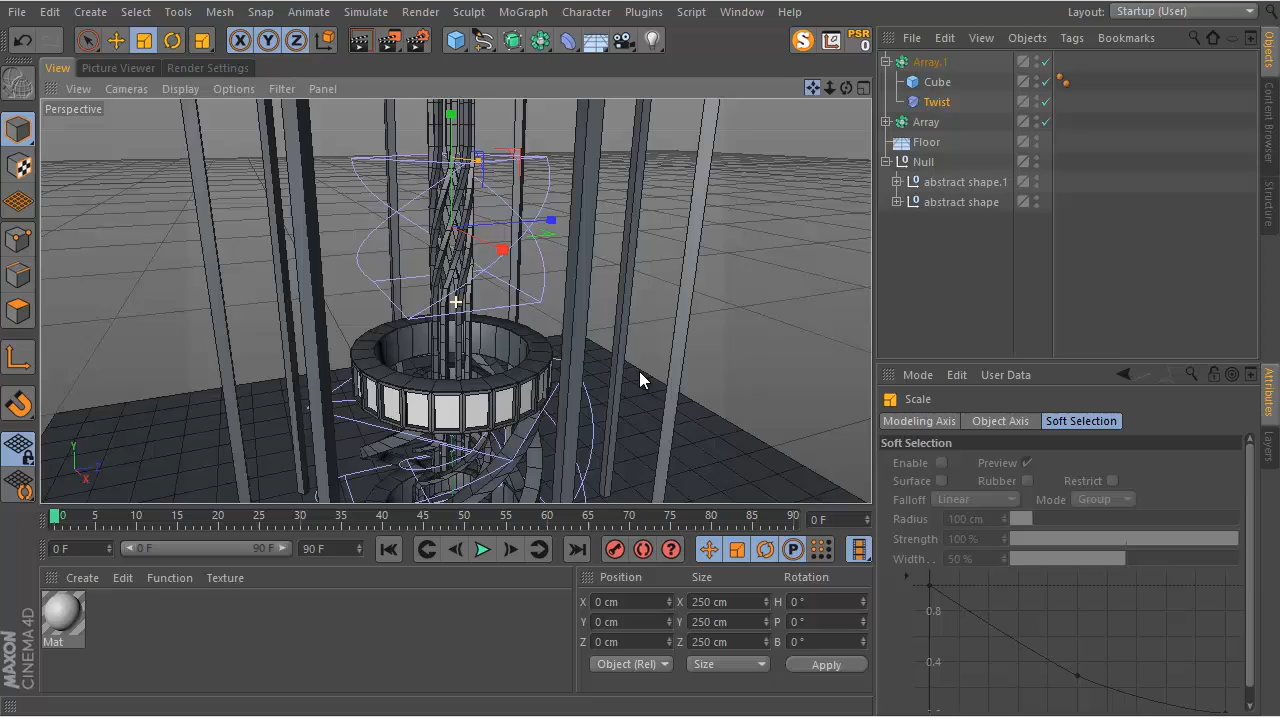 File Edit Create Select Tools Mesh Snap Animate Simulate Render Sculpt MoGraph Character Plugins Script Window Help Layout: Startup (User)
X Y Z S PSR 0
View Picture Viewer Render Settings
View Cameras Display Options Filter Panel
Perspective
Y
Z
X
0 5 10 15 20 25 30 35 40 45 50 55 60 65 70 75 80 85 90 0 F
0 F 0 F 90 F 90 F P
Create Edit Function Texture
Mat
MAXON
CINEMA 4D
Position Size Rotation
X 0 cm X 250 cm H 0 °
Y 0 cm Y 250 cm P 0 °
Z 0 cm Z 250 cm B 0 °
Object (Rel) Size Apply
File Edit View Objects Tags Bookmarks
Array.1
Cube
Twist
Array
Floor
Null
abstract shape.1
abstract shape
Objects
Content Browser
Structure
Mode Edit User Data
Scale
Modeling Axis Object Axis Soft Selection
Soft Selection
Enable Preview
Surface Rubber Restrict
Falloff Linear Mode Group
Radius 100 cm
Strength 100 %
Width. . 50 %
0.8
0.4
Attributes
Layers